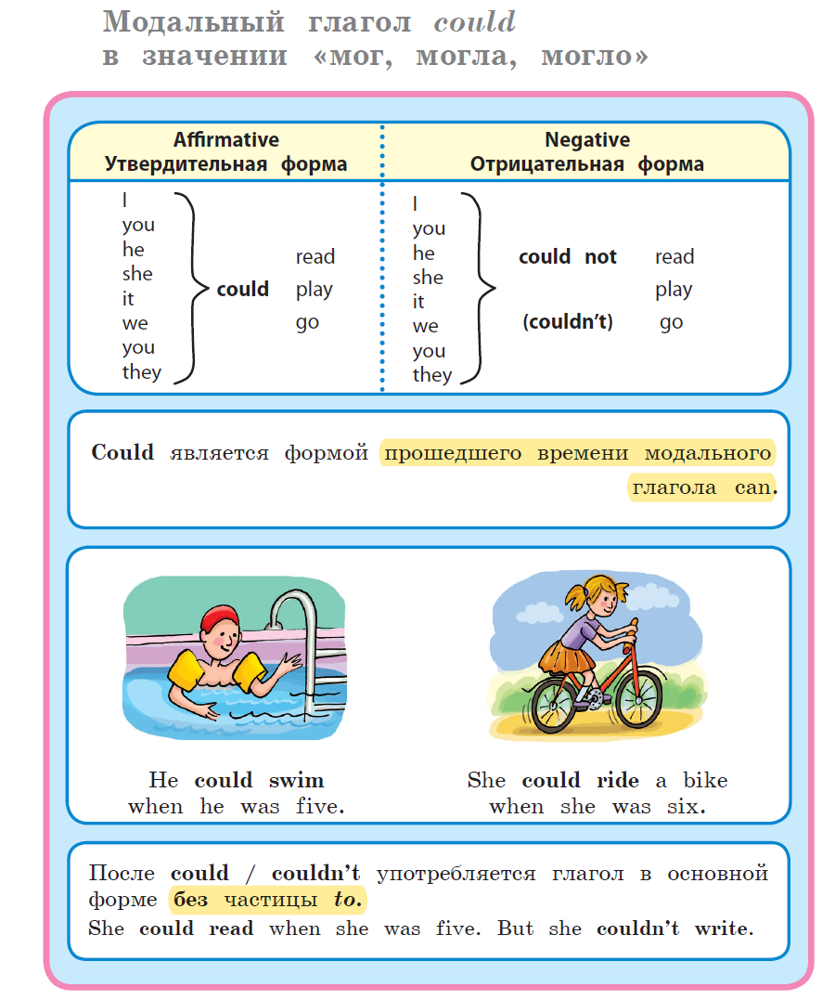 Модальный глагол could
в значении «мог, могла, могло»
Affirmative
Утвердительная форма
I
you
he
she
it
we
you
they
could
read
play
go
Negative
Отрицательная форма
I
you
he
she
it
we
you
they
could not
(couldn’t)
read
play
go
Could является формой прошедшего времени модального
глагола can.
He could swim
when he was five.
She could ride a bike
when she was six.
После could / couldn’t употребляется глагол в основной
форме без частицы to.
She could read when she was five. But she couldn’t write.